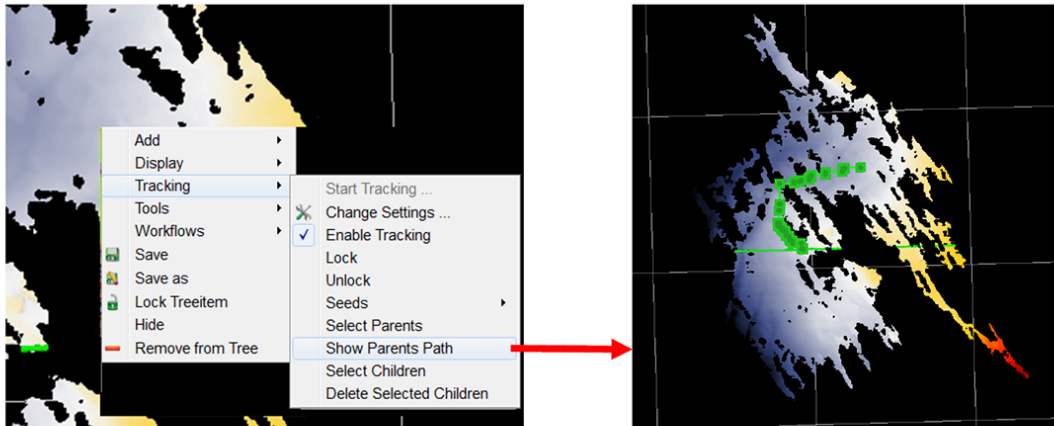 Add
Display
Tracking
Tools
Workflows
Save
Save as
Lock Treeitem
Hide
Remove from Tree
Start Tracking ...
Change Settings ...
Enable Tracking
Lock
Unlock
Seeds
Select Parents
Show Parents Path
Select Children
Delete Selected Children